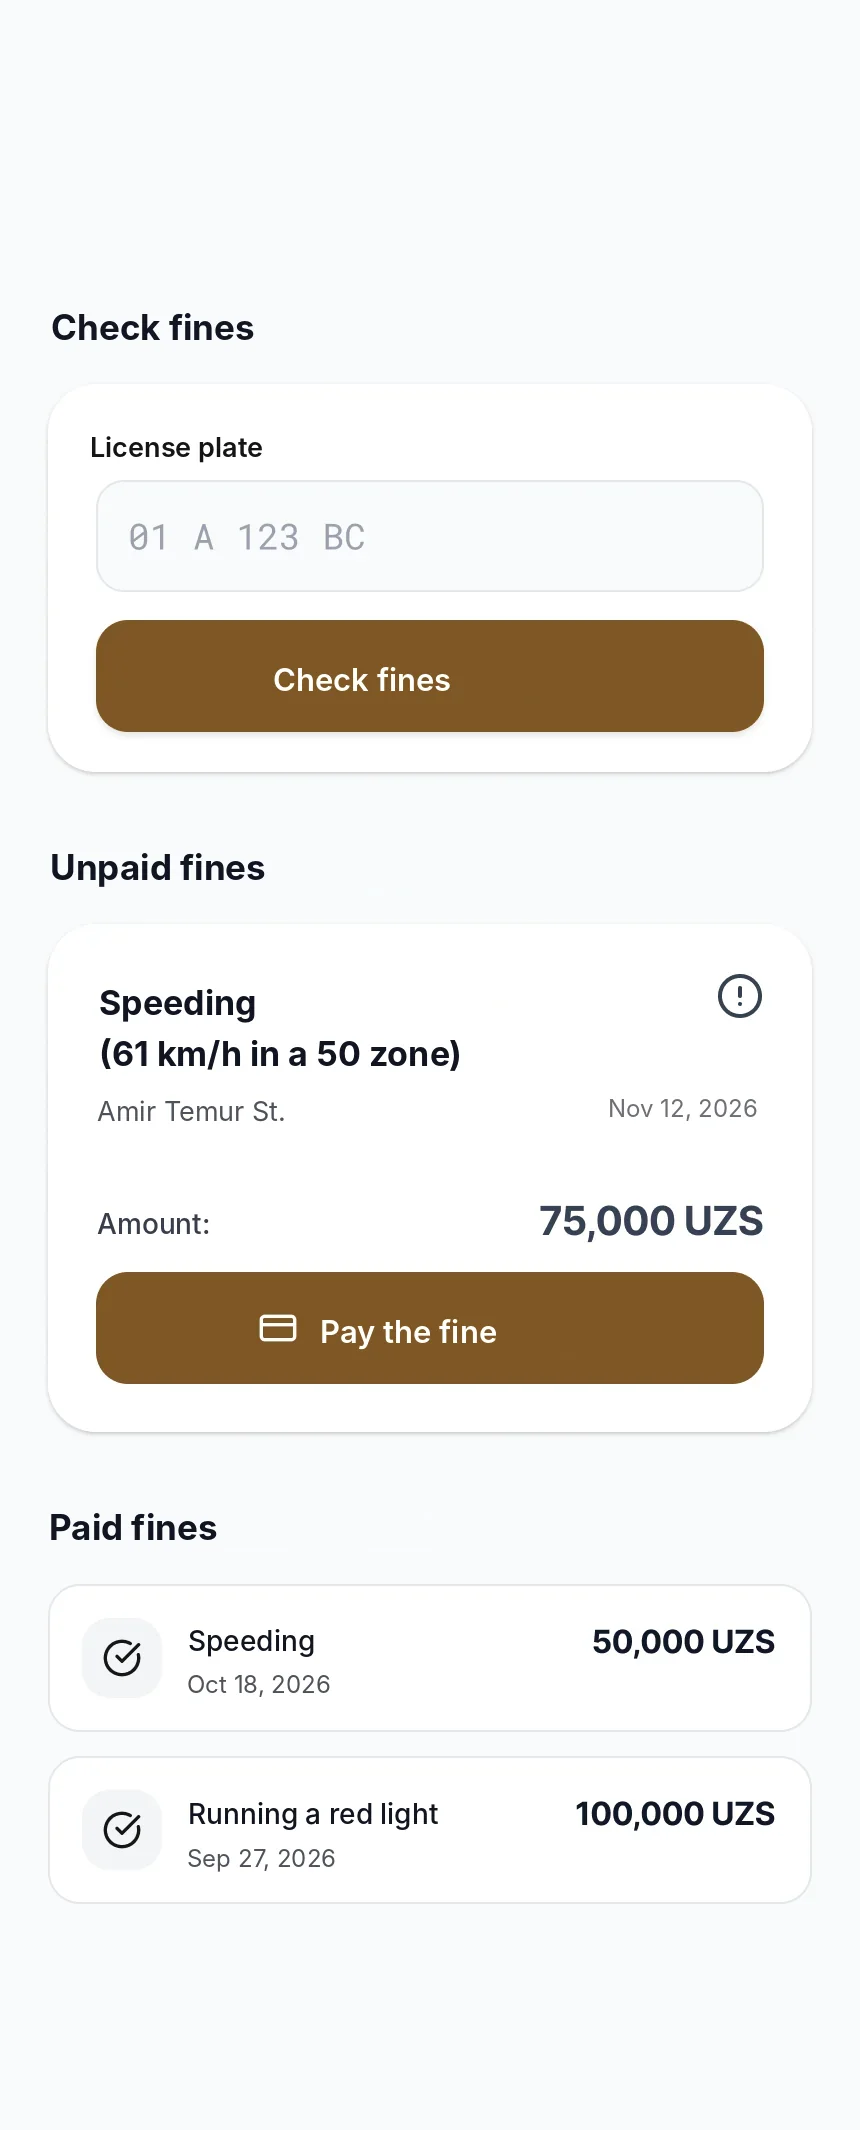 Check fines
License plate
01 A 123 BC
Check fines
Unpaid fines
Speeding
(61 km/h in a 50 zone)
Amir Temur St.
Nov 12, 2026
Amount:
75,000 UZS
Pay the fine
Paid fines
Speeding
50,000 UZS
Oct 18, 2026
Running a red light
100,000 UZS
Sep 27, 2026